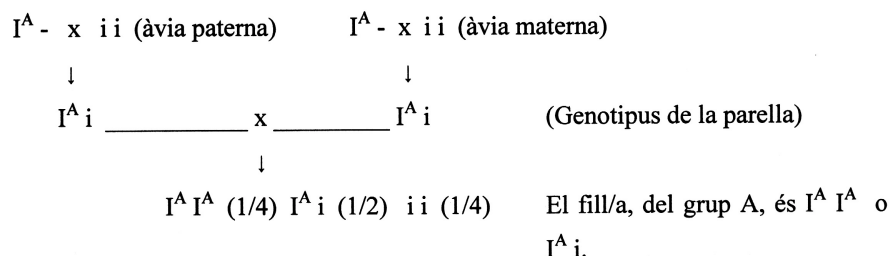 I^A - x i i (àvia paterna) I^A - x i i (àvia materna)
↓ ↓
I^A i __________ x ________ I^A i (Genotipus de la parella)
↓
I^A I^A (1/4) I^A i (1/2) i i (1/4) El fill/a, del grup A, és I^A I^A o
I^A i.